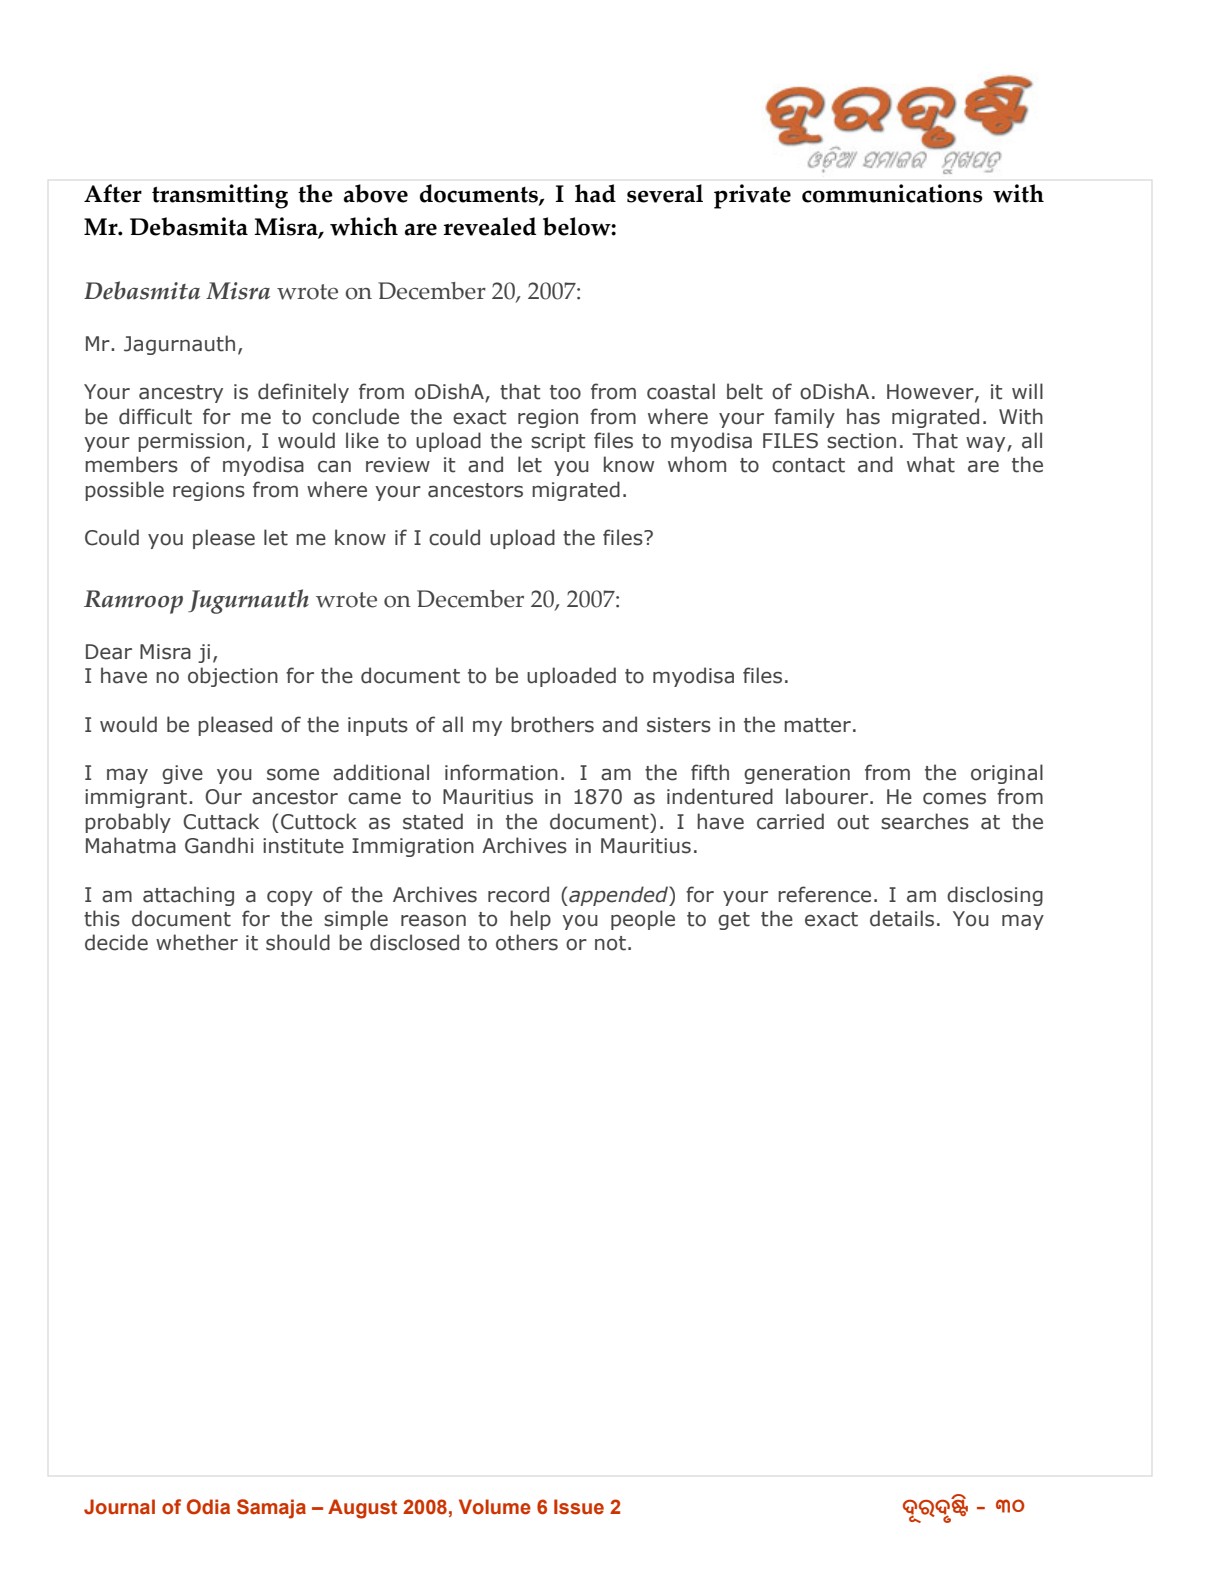 ଦୁରଦୃଷ୍ଟି
ଓଡ଼ିଆ ସମାଜର ମୁଖପତ୍ର
After transmitting the above documents, I had several private communications with
Mr. Debasmita Misra, which are revealed below:
Debasmita Misra wrote on December 20, 2007:
Mr. Jagurnauth,
Your ancestry is definitely from oDishA, that too from coastal belt of oDishA. However, it will
be difficult for me to conclude the exact region from where your family has migrated. With
your permission, I would like to upload the script files to myodisa FILES section. That way, all
members of myodisa can review it and let you know whom to contact and what are the
possible regions from where your ancestors migrated.
Could you please let me know if I could upload the files?
Ramroop Jugurnauth wrote on December 20, 2007:
Dear Misra ji,
I have no objection for the document to be uploaded to myodisa files.
I would be pleased of the inputs of all my brothers and sisters in the matter.
I may give you some additional information. I am the fifth generation from the original
immigrant. Our ancestor came to Mauritius in 1870 as indentured labourer. He comes from
probably Cuttack (Cuttock as stated in the document). I have carried out searches at the
Mahatma Gandhi institute Immigration Archives in Mauritius.
I am attaching a copy of the Archives record (appended) for your reference. I am disclosing
this document for the simple reason to help you people to get the exact details. You may
decide whether it should be disclosed to others or not.
Journal of Odia Samaja – August 2008, Volume 6 Issue 2
ଦୂରଦୃଷ୍ଟି - ୩୦